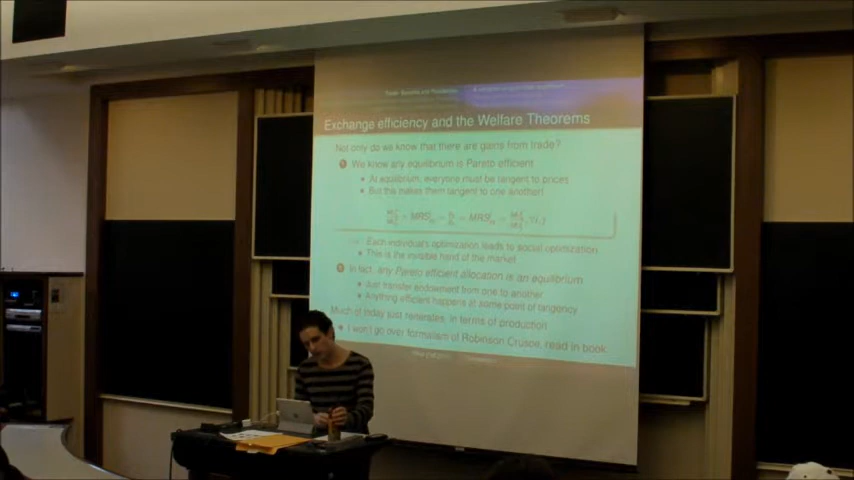 Exchange efficiency and the Welfare Theorems
Not only do we know that there are gains from trade?
1 We know any equilibrium is Pareto efficient
At equilibrium, everyone must be tangent to prices
But this makes them tangent to one another!
Each individual's optimization leads to social optimization
This is the invisible hand of the market
In fact, any Pareto efficient allocation is an equilibrium
Just transfer endowment from one to another
Anything efficient happens at some point of tangency
Much of today just reiterates, in terms of production
I won't go over formalism of Robinson Crusoe, read in book.